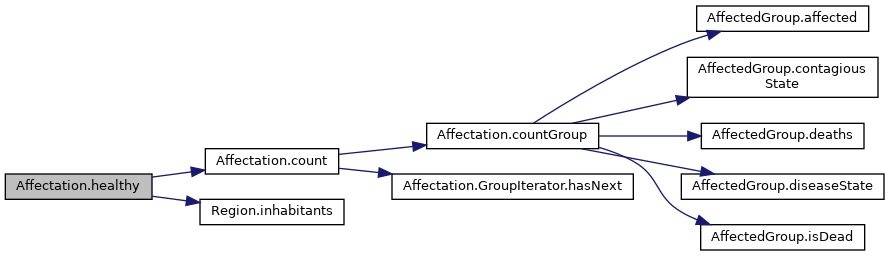 Affectation.healthy
Affectation.count
Region.inhabitants
Affectation.countGroup
Affectation.GroupIterator.hasNext
AffectedGroup.affected
AffectedGroup.contagious
State
AffectedGroup.deaths
AffectedGroup.diseaseState
AffectedGroup.isDead